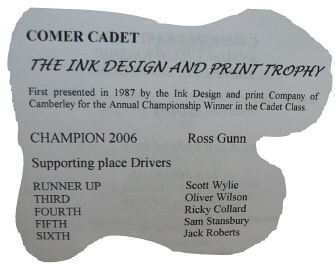 COMER CADET
THE INK DESIGN AND PRINT TROPHY
First presented in 1987 by the Ink Design and print Company of
Camberley for the Annual Championship Winner in the Cadet Class.
CHAMPION 2006 Ross Gunn
Supporting place Drivers
RUNNER UP Scott Wylie
THIRD Oliver Wilson
FOURTH Ricky Collard
FIFTH Sam Stansbury
SIXTH Jack Roberts